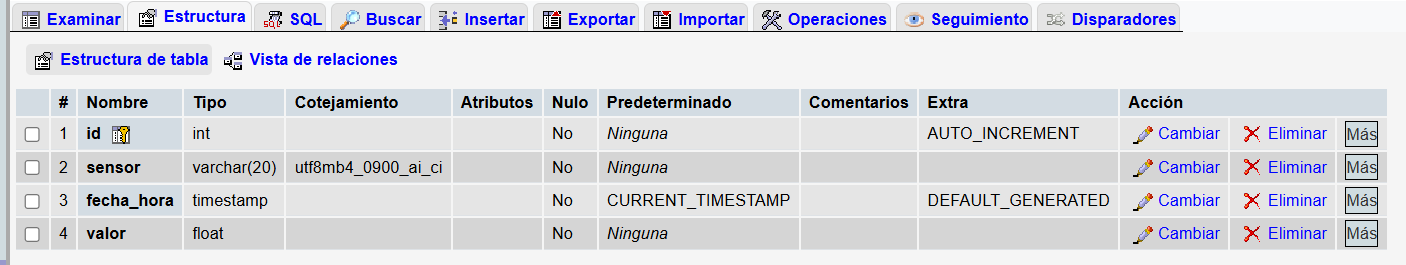 Examinar Estructura SQL Buscar Insertar Exportar Importar Operaciones Seguimiento Disparadores
Estructura de tabla Vista de relaciones
# Nombre Tipo Cotejamiento Atributos Nulo Predeterminado Comentarios Extra Acción
1 id int No Ninguna AUTO_INCREMENT Cambiar Eliminar Más
2 sensor varchar(20) utf8mb4_0900_ai_ci No Ninguna Cambiar Eliminar Más
3 fecha_hora timestamp No CURRENT_TIMESTAMP DEFAULT_GENERATED Cambiar Eliminar Más
4 valor float No Ninguna Cambiar Eliminar Más